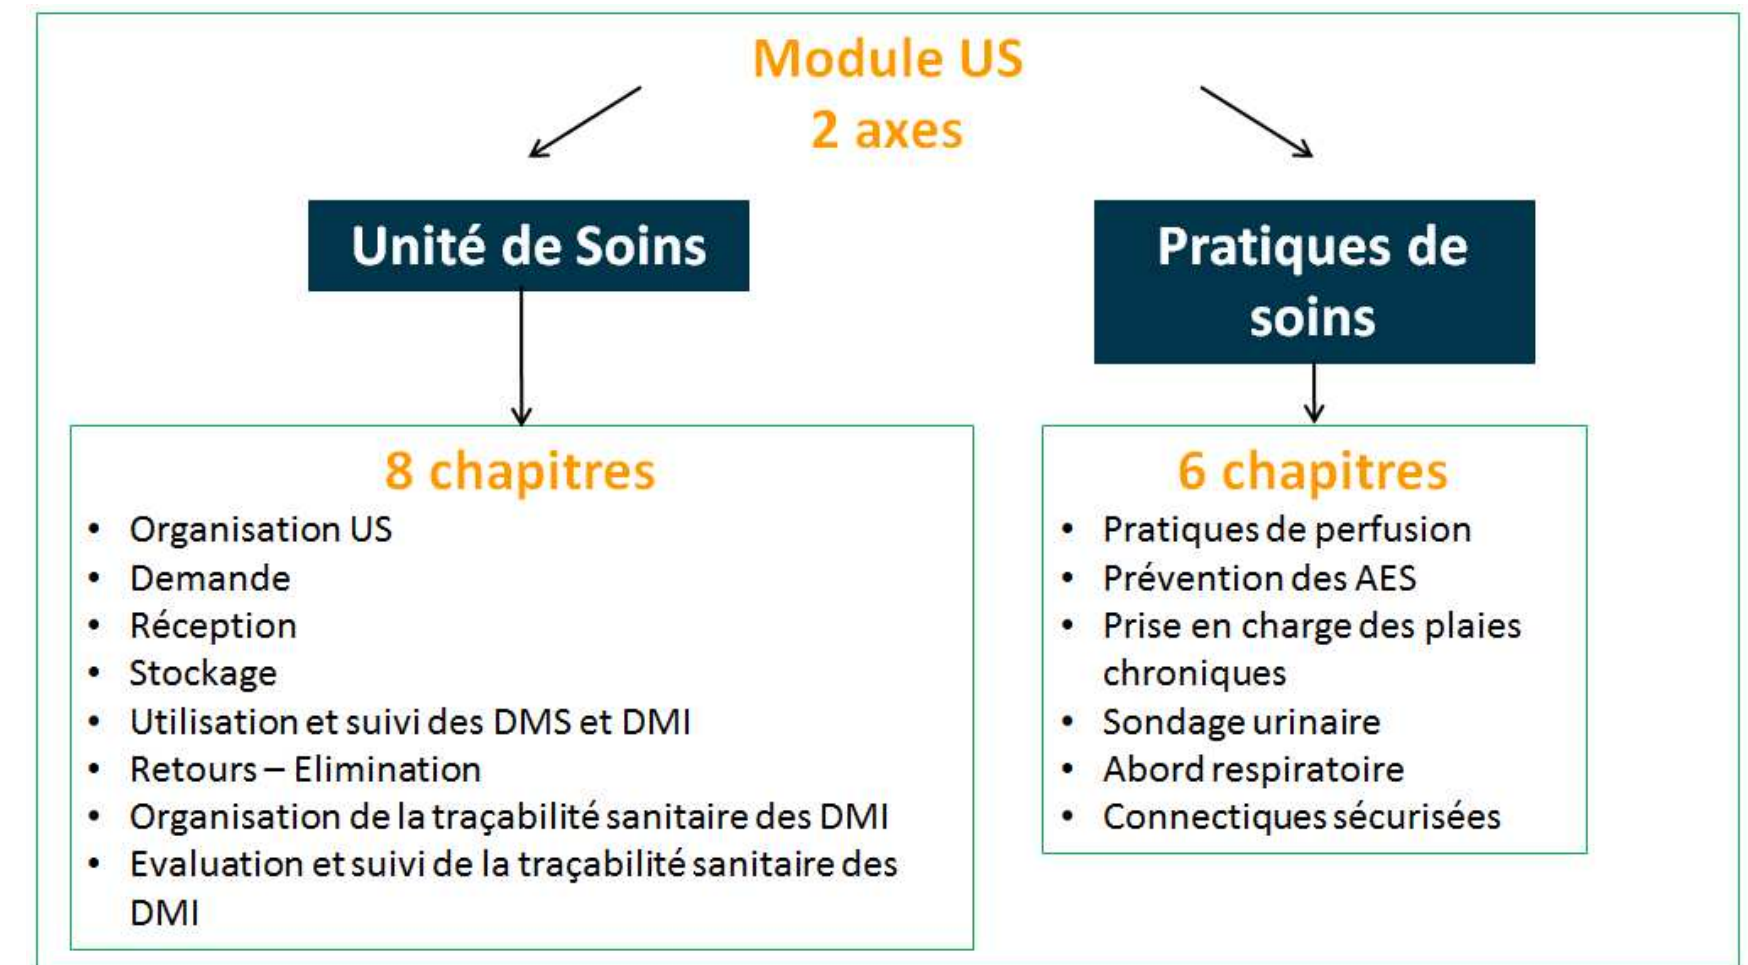 Module US
2 axes
Unité de Soins
Pratiques de
soins
8 chapitres
• Organisation US
• Demande
• Réception
• Stockage
• Utilisation et suivi des DMS et DMI
• Retours – Elimination
• Organisation de la traçabilité sanitaire des DMI
• Evaluation et suivi de la traçabilité sanitaire des
DMI
6 chapitres
• Pratiques de perfusion
• Prévention des AES
• Prise en charge des plaies
chroniques
• Sondage urinaire
• Abord respiratoire
• Connectiques sécurisées